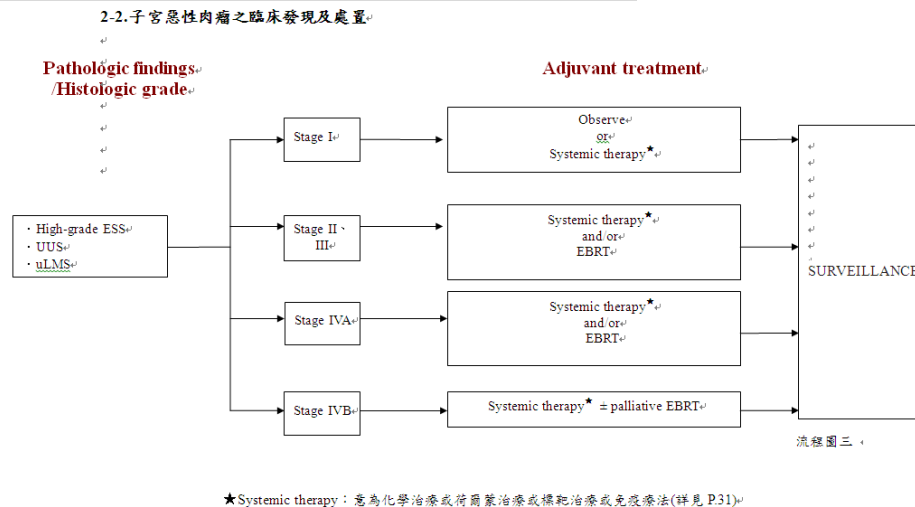 2-2.子宮惡性肉瘤之臨床發現及處置
Pathologic findings
/Histologic grade
Adjuvant treatment
Stage I
Observe
or
Systemic therapy★
・High-grade ESS
・UUS
・uLMS
Stage II、
III
Systemic therapy★
and/or
EBRT
SURVEILLANCE
Stage IVA
Systemic therapy★
and/or
EBRT
Stage IVB
Systemic therapy★ ± palliative EBRT
流程圖三
★Systemic therapy：意為化學治療或荷爾蒙治療或標靶治療或免疫療法(詳見 P.31)